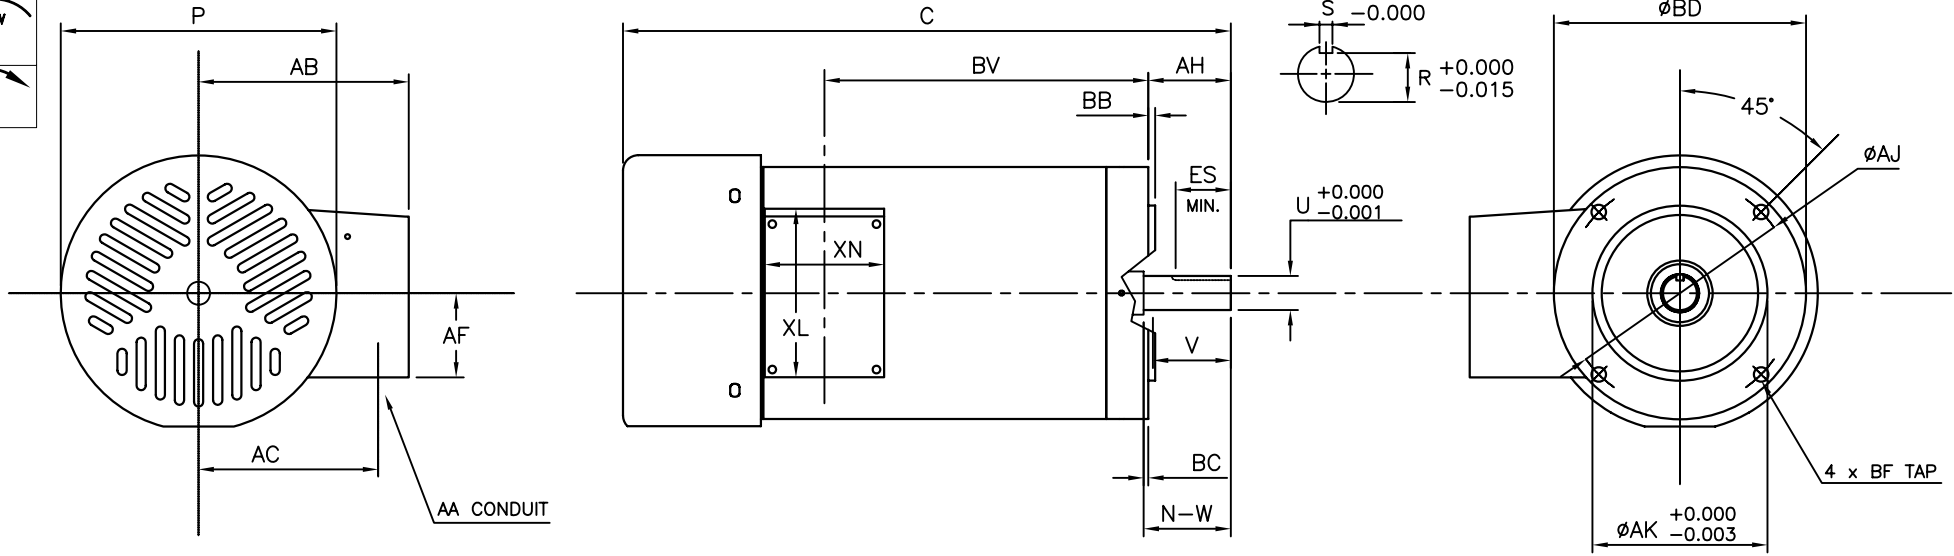 W
P
AB
AF
AC
AA CONDUIT
C
BV
AH
BB
ES
MIN.
XN
XL
U +0.000
-0.001
V
BC
N-W
S -0.000
R +0.000
-0.015
øBD
45°
øAJ
4 x BF TAP
øAK +0.000
-0.003